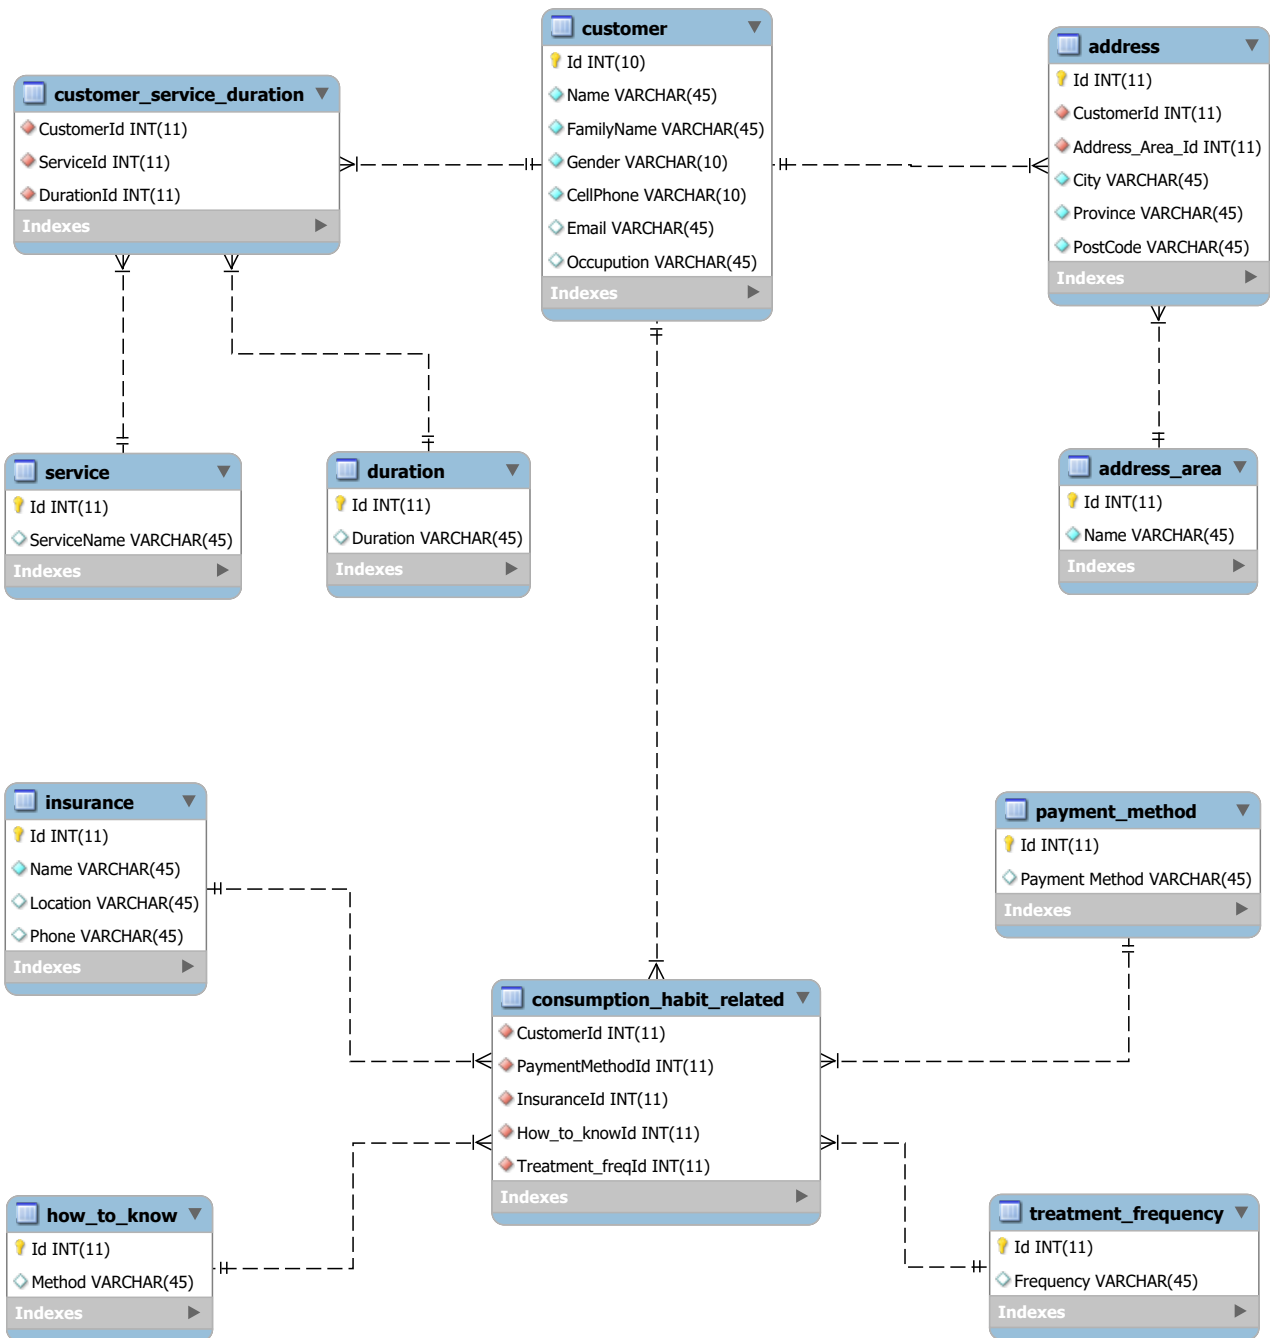 customer
Id INT(10)
Name VARCHAR(45)
FamilyName VARCHAR(45)
Gender VARCHAR(10)
CellPhone VARCHAR(10)
Email VARCHAR(45)
Occupution VARCHAR(45)
Indexes
address
Id INT(11)
CustomerId INT(11)
Address_Area_Id INT(11)
City VARCHAR(45)
Province VARCHAR(45)
PostCode VARCHAR(45)
Indexes
customer_service_duration
CustomerId INT(11)
ServiceId INT(11)
DurationId INT(11)
Indexes
service
Id INT(11)
ServiceName VARCHAR(45)
Indexes
duration
Id INT(11)
Duration VARCHAR(45)
Indexes
address_area
Id INT(11)
Name VARCHAR(45)
Indexes
insurance
Id INT(11)
Name VARCHAR(45)
Location VARCHAR(45)
Phone VARCHAR(45)
Indexes
payment_method
Id INT(11)
Payment Method VARCHAR(45)
Indexes
consumption_habit_related
CustomerId INT(11)
PaymentMethodId INT(11)
InsuranceId INT(11)
How_to_knowId INT(11)
Treatment_freqId INT(11)
Indexes
how_to_know
Id INT(11)
Method VARCHAR(45)
Indexes
treatment_frequency
Id INT(11)
Frequency VARCHAR(45)
Indexes